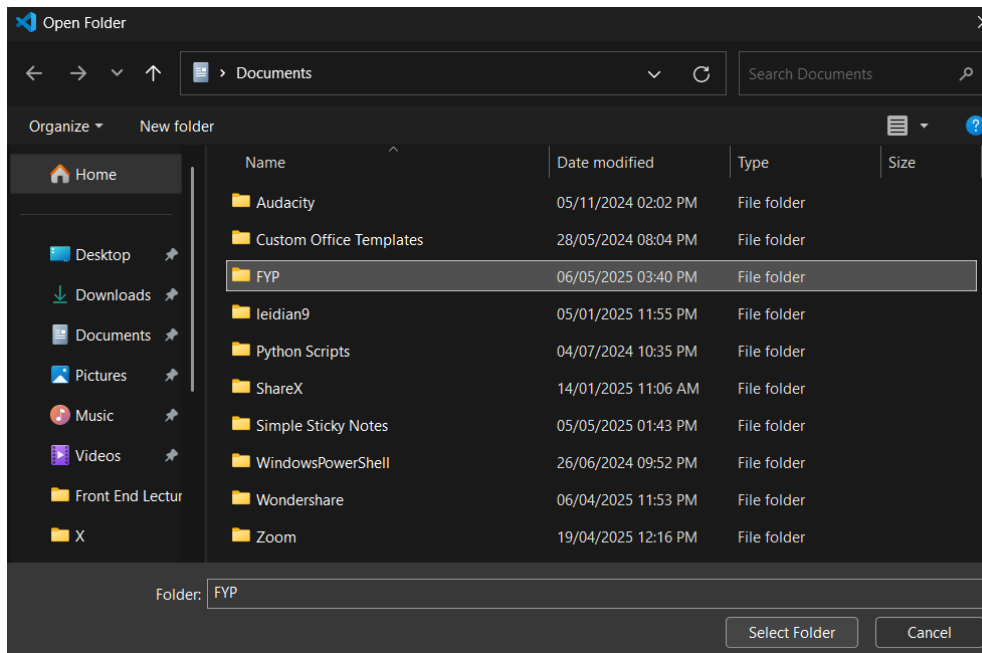 Open Folder
Documents
Search Documents
Organize
New folder
Name Date modified Type Size
Home
Desktop
Downloads
Documents
Pictures
Music
Videos
Front End Lectur
X
Audacity 05/11/2024 02:02 PM File folder
Custom Office Templates 28/05/2024 08:04 PM File folder
FYP 06/05/2025 03:40 PM File folder
leidian9 05/01/2025 11:55 PM File folder
Python Scripts 04/07/2024 10:35 PM File folder
ShareX 14/01/2025 11:06 AM File folder
Simple Sticky Notes 05/05/2025 01:43 PM File folder
WindowsPowerShell 26/06/2024 09:52 PM File folder
Wondershare 06/04/2025 11:53 PM File folder
Zoom 19/04/2025 12:16 PM File folder
Folder: FYP
Select Folder Cancel